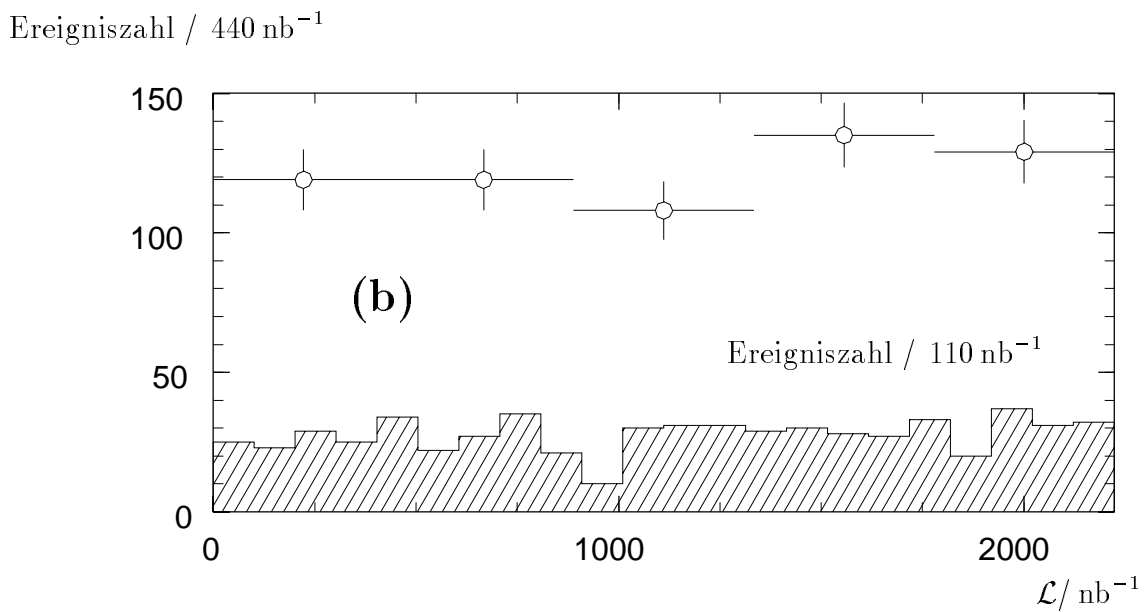 Ereigniszahl / 440 nb⁻¹
150
100
(b)
Ereigniszahl / 110 nb⁻¹
50
0
0 1000 2000
ℒ/ nb⁻¹